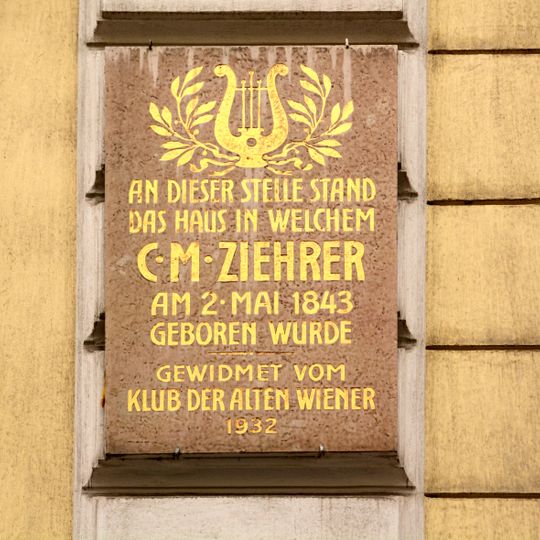 AN DIESER STELLE STAND
DAS HAUS IN WELCHEM
C·M·ZIEHRER
AM 2·MAI 1843
GEBOREN WURDE
GEWIDMET VOM
KLUB DER ALTEN WIENER
1932